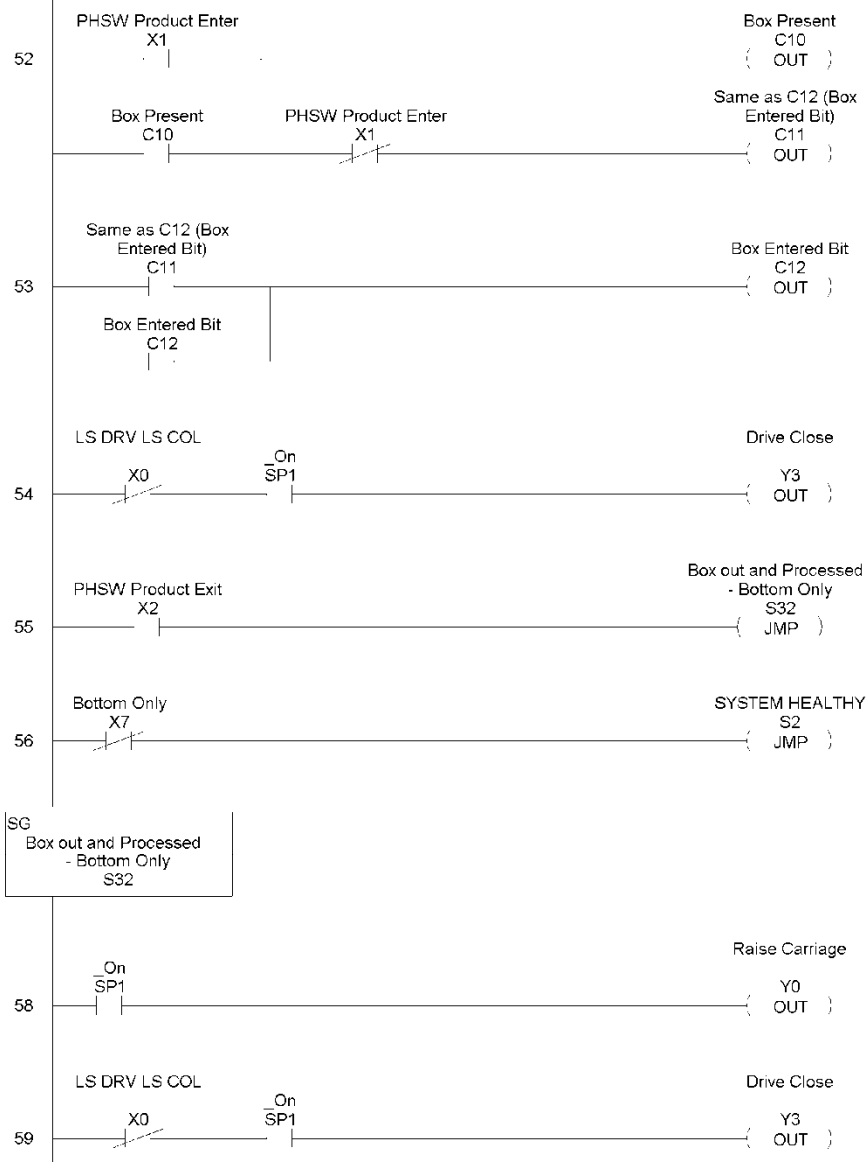 PHSW Product Enter
X1
Box Present
C10
52
OUT
Box Present
C10
PHSW Product Enter
X1
Same as C12 (Box
Entered Bit)
C11
OUT
Same as C12 (Box
Entered Bit)
C11
Box Entered Bit
C12
53
OUT
Box Entered Bit
C12
LS DRV LS COL
X0
_On
SP1
Drive Close
Y3
54
OUT
PHSW Product Exit
X2
Box out and Processed
- Bottom Only
S32
55
JMP
Bottom Only
X7
SYSTEM HEALTHY
S2
56
JMP
SG
Box out and Processed
- Bottom Only
S32
_On
SP1
Raise Carriage
Y0
58
OUT
LS DRV LS COL
X0
_On
SP1
Drive Close
Y3
59
OUT